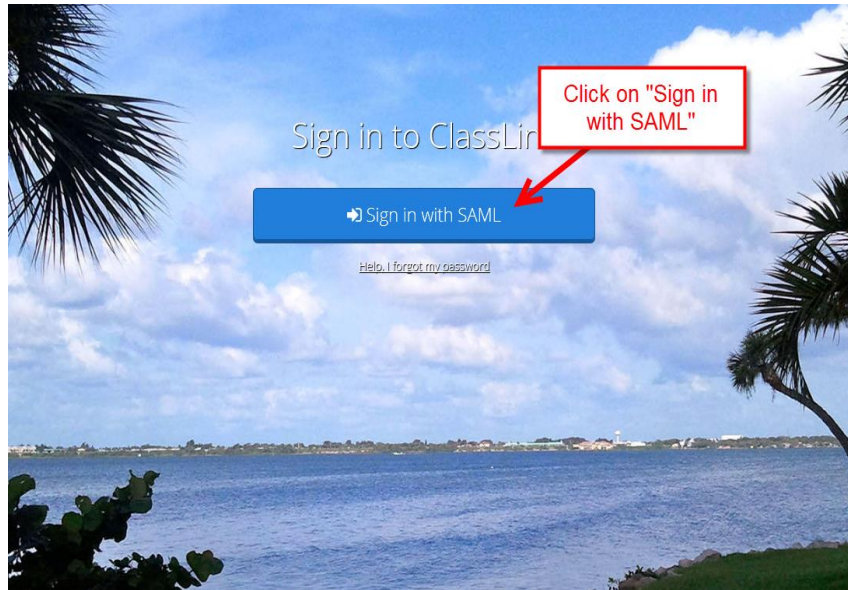 Click on "Sign in
with SAML"
Sign in to ClassLin
Sign in with SAML
Help, I forgot my password